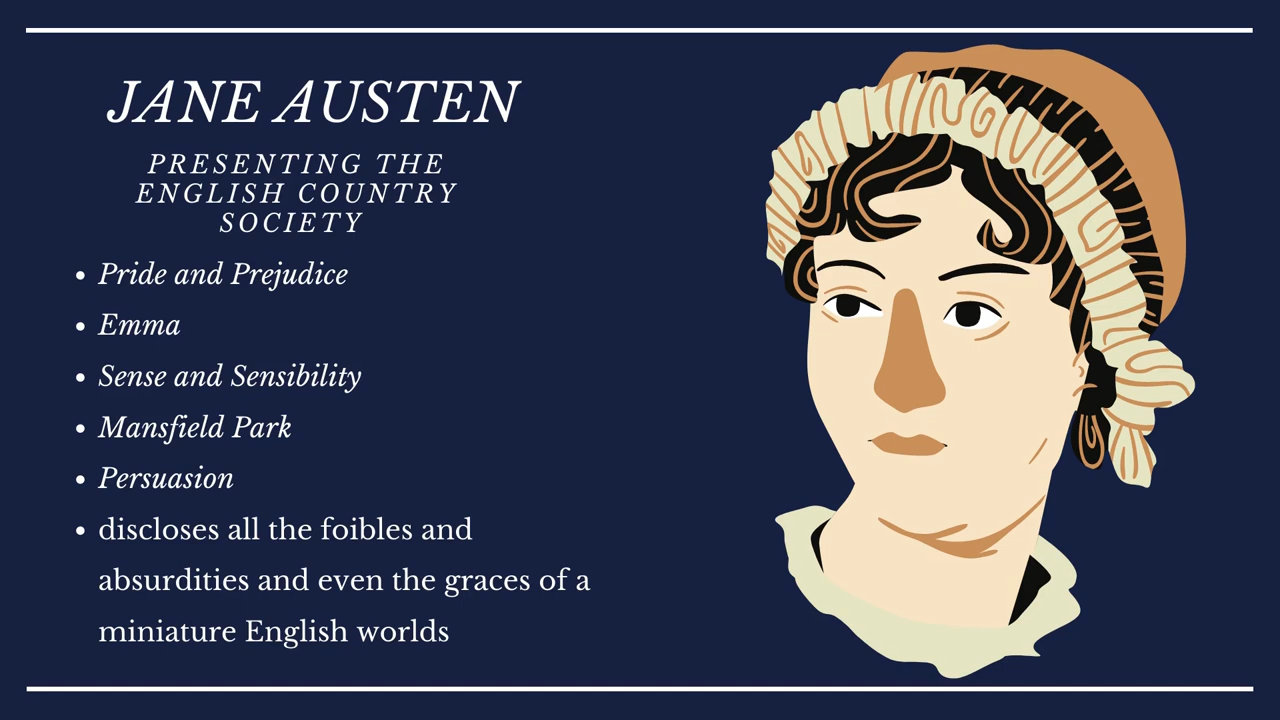 JANE AUSTEN
PRESENTING THE
ENGLISH COUNTRY
SOCIETY
• Pride and Prejudice
• Emma
• Sense and Sensibility
• Mansfield Park
• Persuasion
• discloses all the foibles and
absurdities and even the graces of a
miniature English worlds